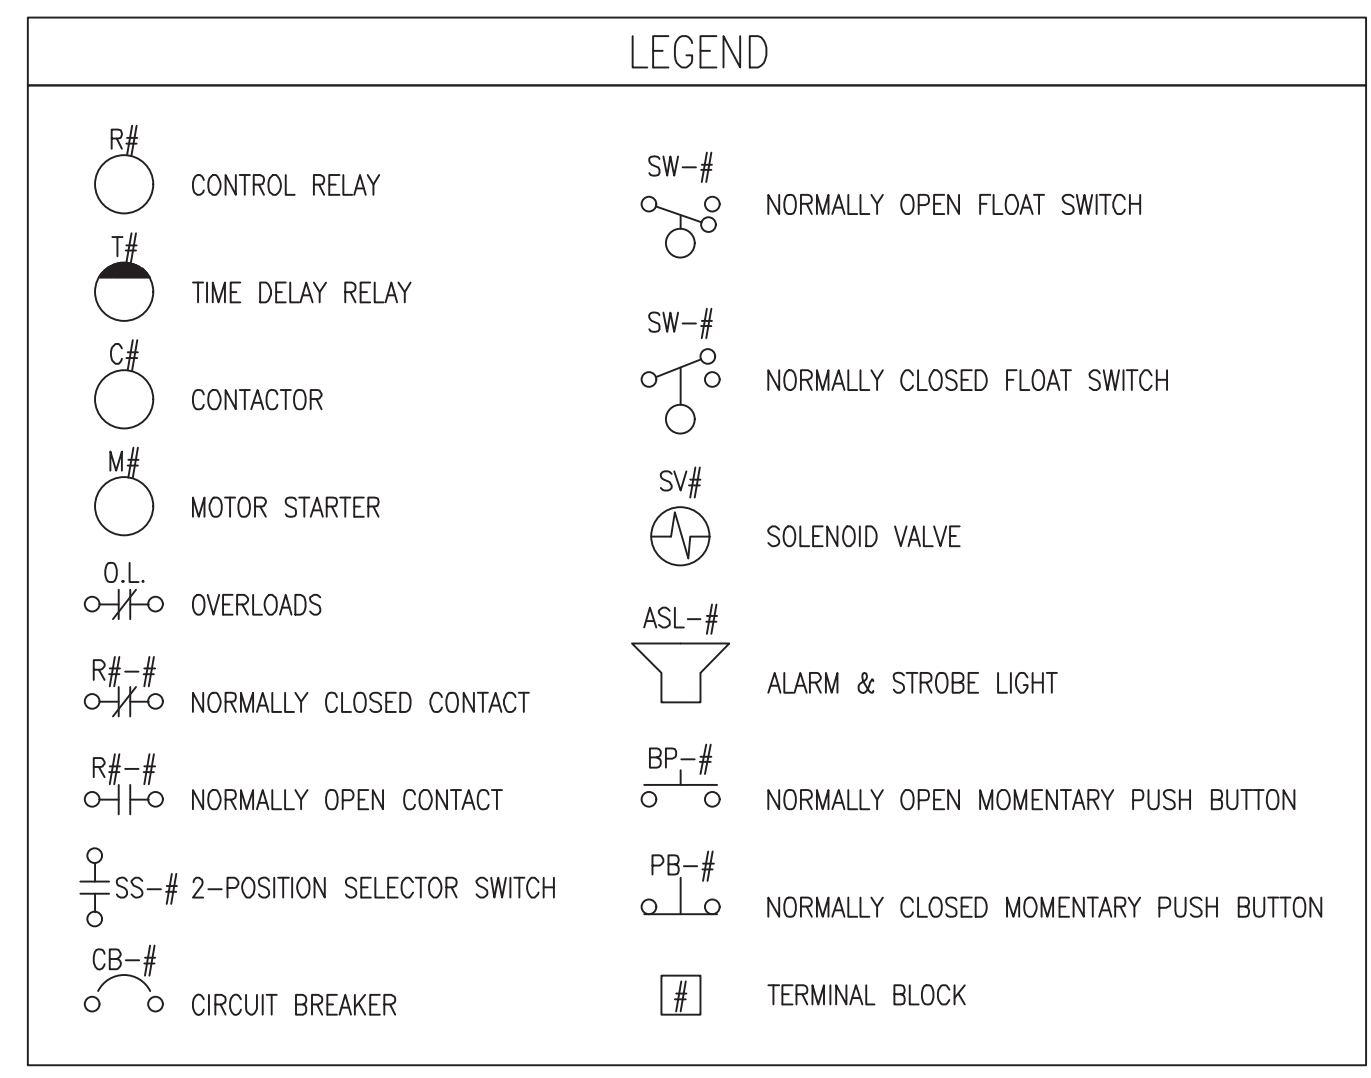 LEGEND
R#
CONTROL RELAY
T#
TIME DELAY RELAY
C#
CONTACTOR
M#
MOTOR STARTER
O.L.
OVERLOADS
R#-#
NORMALLY CLOSED CONTACT
R#-#
NORMALLY OPEN CONTACT
SS-# 2-POSITION SELECTOR SWITCH
CB-#
CIRCUIT BREAKER
SW-#
NORMALLY OPEN FLOAT SWITCH
SW-#
NORMALLY CLOSED FLOAT SWITCH
SV#
SOLENOID VALVE
ASL-#
ALARM & STROBE LIGHT
BP-#
NORMALLY OPEN MOMENTARY PUSH BUTTON
PB-#
NORMALLY CLOSED MOMENTARY PUSH BUTTON
#
TERMINAL BLOCK